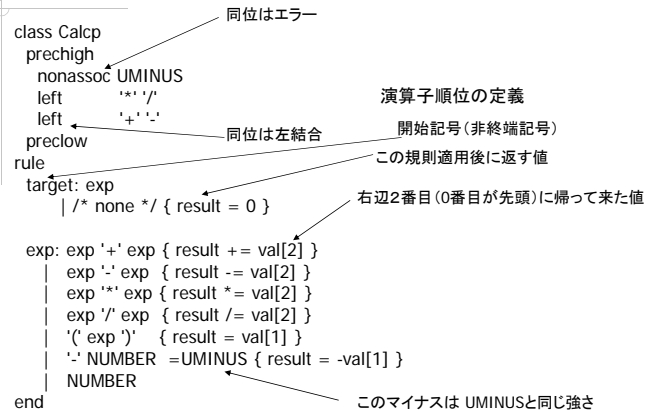 同位はエラー
class Calcp
prechigh
nonassoc UMINUS
left '*' '/'
演算子順位の定義
left '+' '-'
開始記号（非終端記号）
preclow
同位は左結合
rule
この規則適用後に返す値
target: exp
| /* none */ { result = 0 }
右辺２番目（0番目が先頭）に帰って来た値
exp: exp '+' exp { result += val[2] }
| exp '-' exp { result -= val[2] }
| exp '*' exp { result *= val[2] }
| exp '/' exp { result /= val[2] }
| '(' exp ')' { result = val[1] }
| '-' NUMBER =UMINUS { result = -val[1] }
| NUMBER
end
このマイナスは UMINUSと同じ強さ